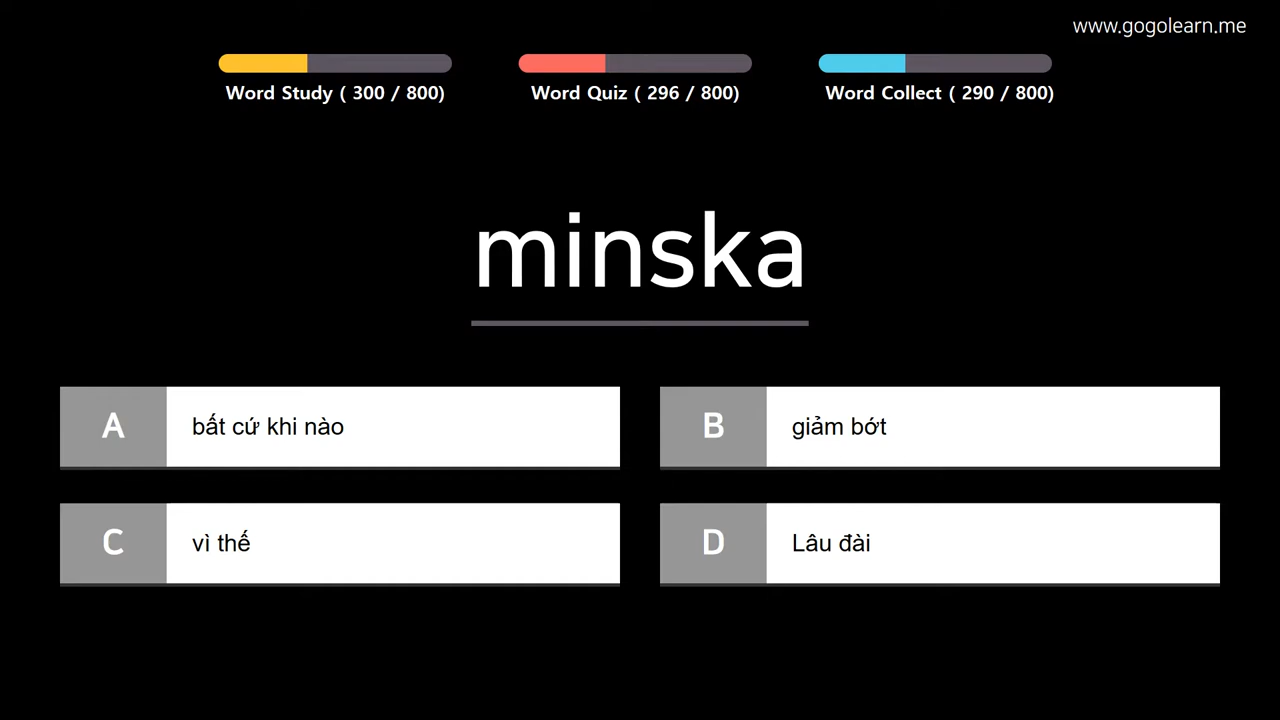 www.gogolearn.me
Word Study ( 300 / 800)
Word Quiz ( 296 / 800)
Word Collect ( 290 / 800)
minska
A bất cứ khi nào
B giảm bớt
C vì thế
D Lâu đài